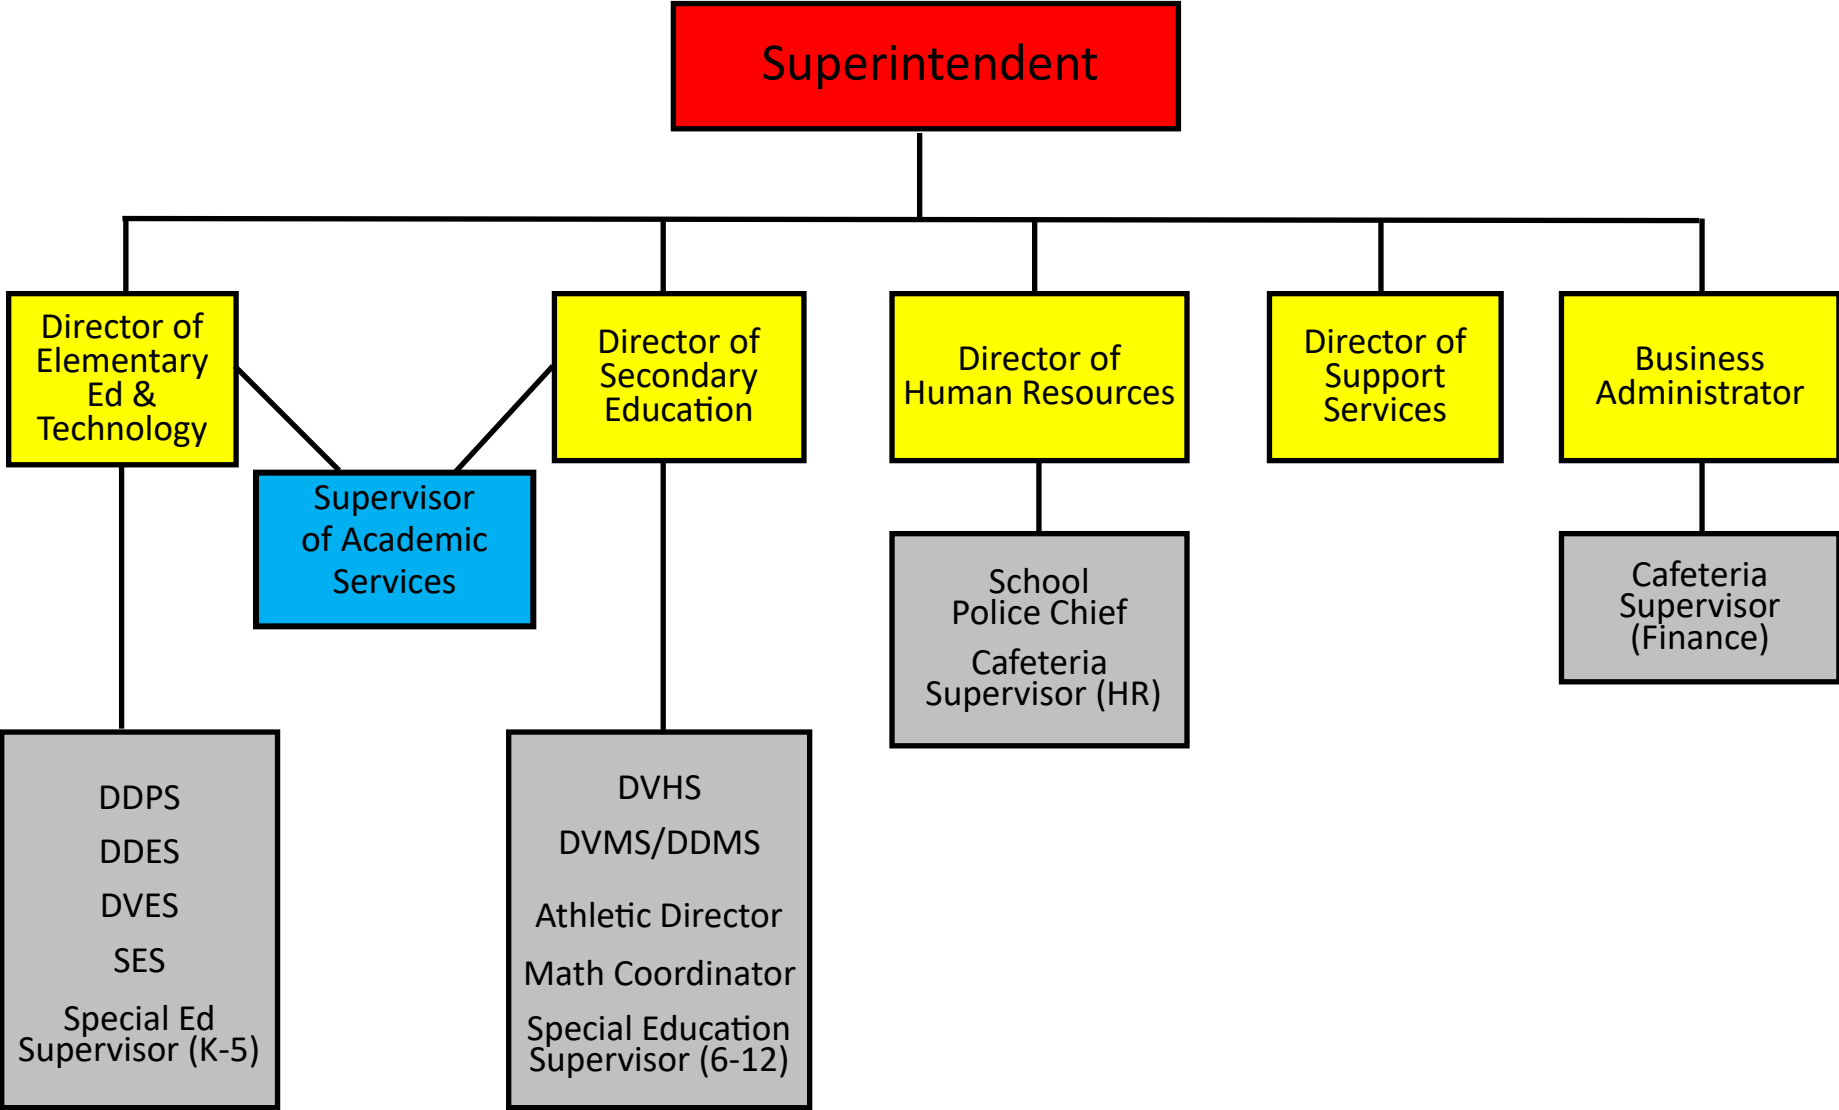 Superintendent
Director of
Elementary
Ed &
Technology
Director of
Secondary
Education
Director of
Human Resources
Director of
Support
Services
Business
Administrator
Supervisor
of Academic
Services
School
Police Chief
Cafeteria
Supervisor (HR)
Cafeteria
Supervisor
(Finance)
DDPS
DDES
DVES
SES
Special Ed
Supervisor (K-5)
DVHS
DVMS/DDMS
Athletic Director
Math Coordinator
Special Education
Supervisor (6-12)